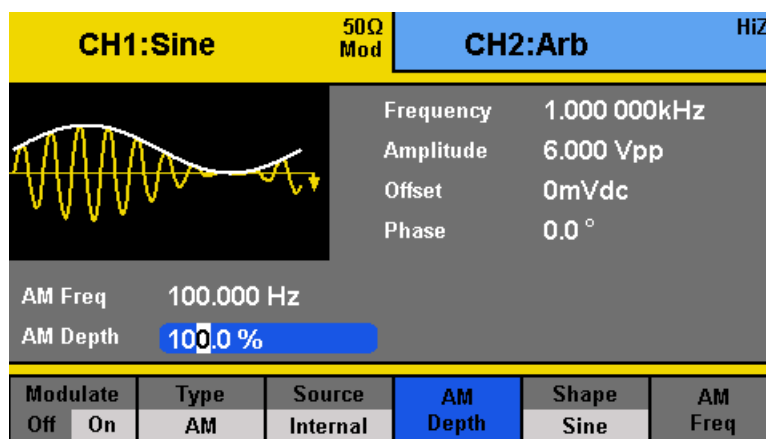 CH1:Sine
50Ω
Mod
CH2:Arb
HiZ
Frequency 1.000 000kHz
Amplitude 6.000 Vpp
Offset 0mVdc
Phase 0.0 °
AM Freq 100.000 Hz
AM Depth 100.0 %
Modulate Type Source AM Shape AM
Off On AM Internal Depth Sine Freq